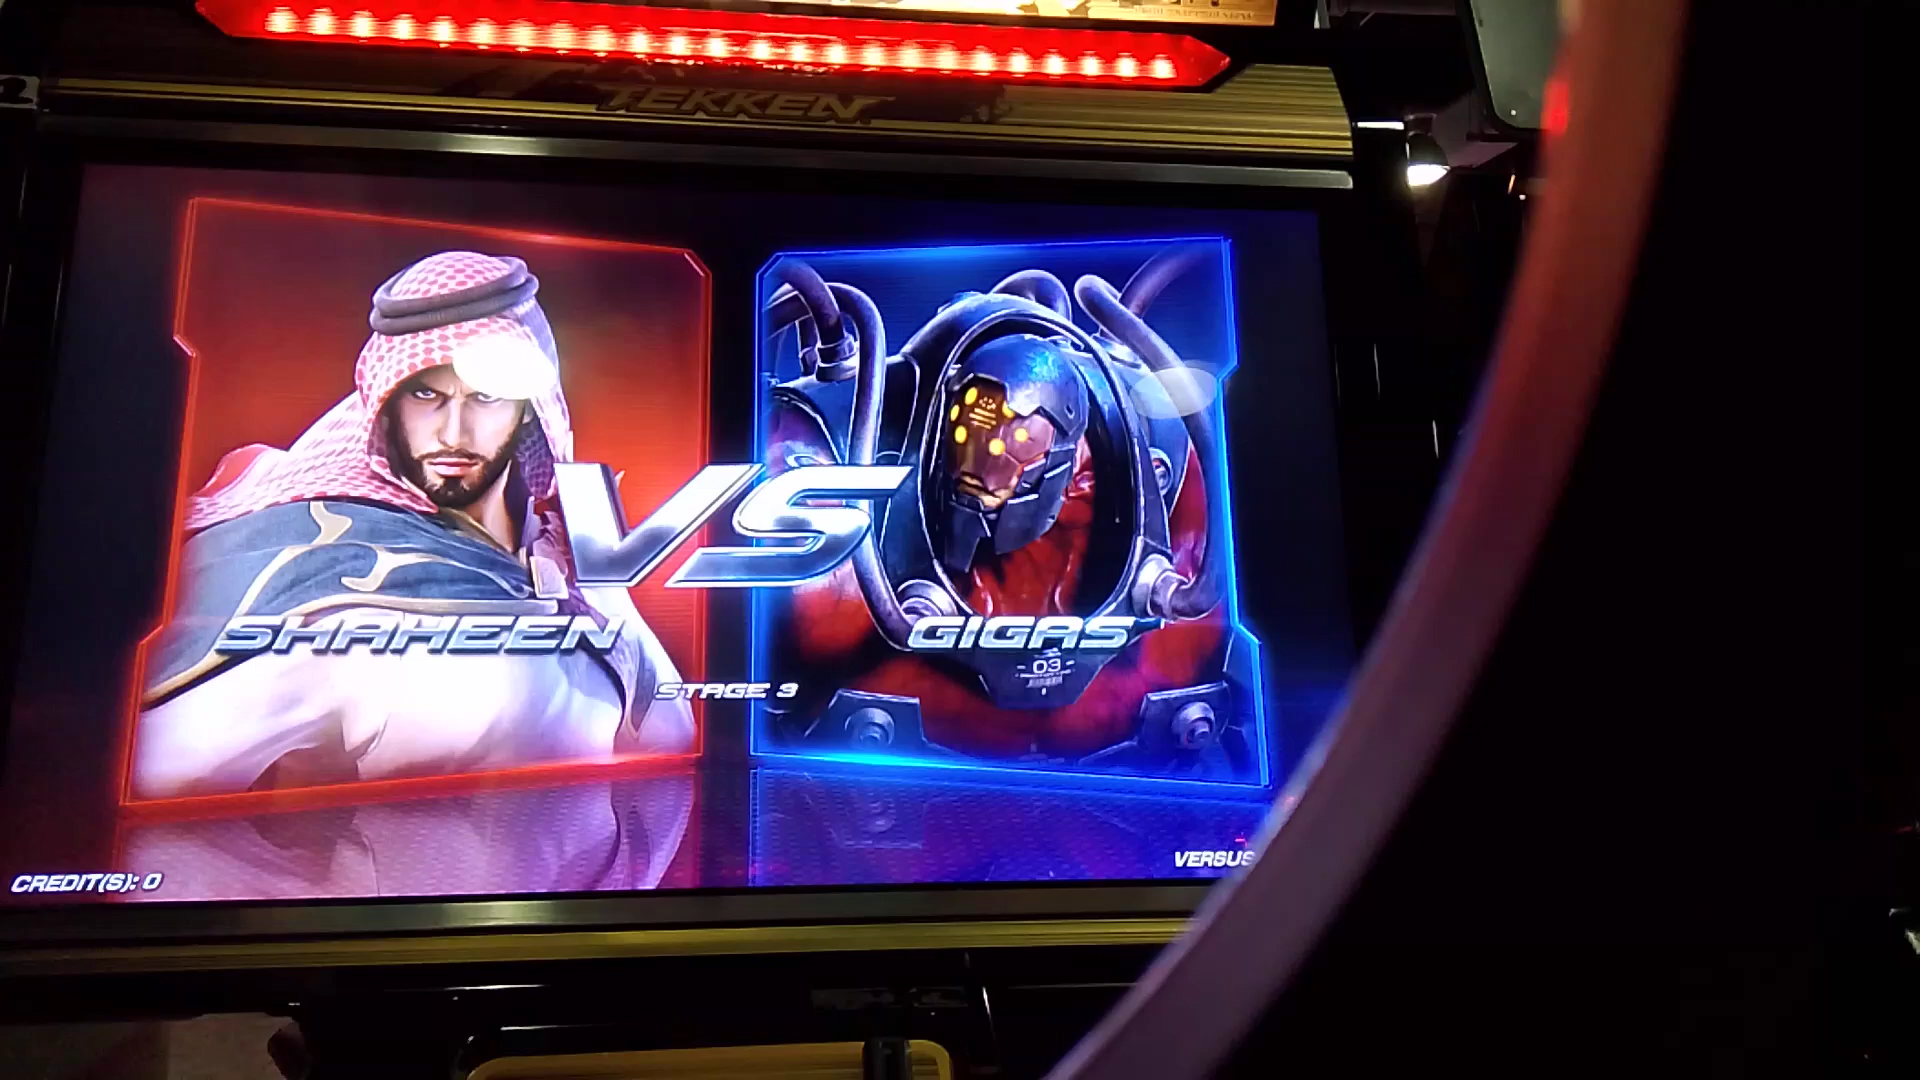 TEKKEN
VS
SHAHEEN
GIGAS
03
STAGE 3
VERSUS
CREDIT(S): 0